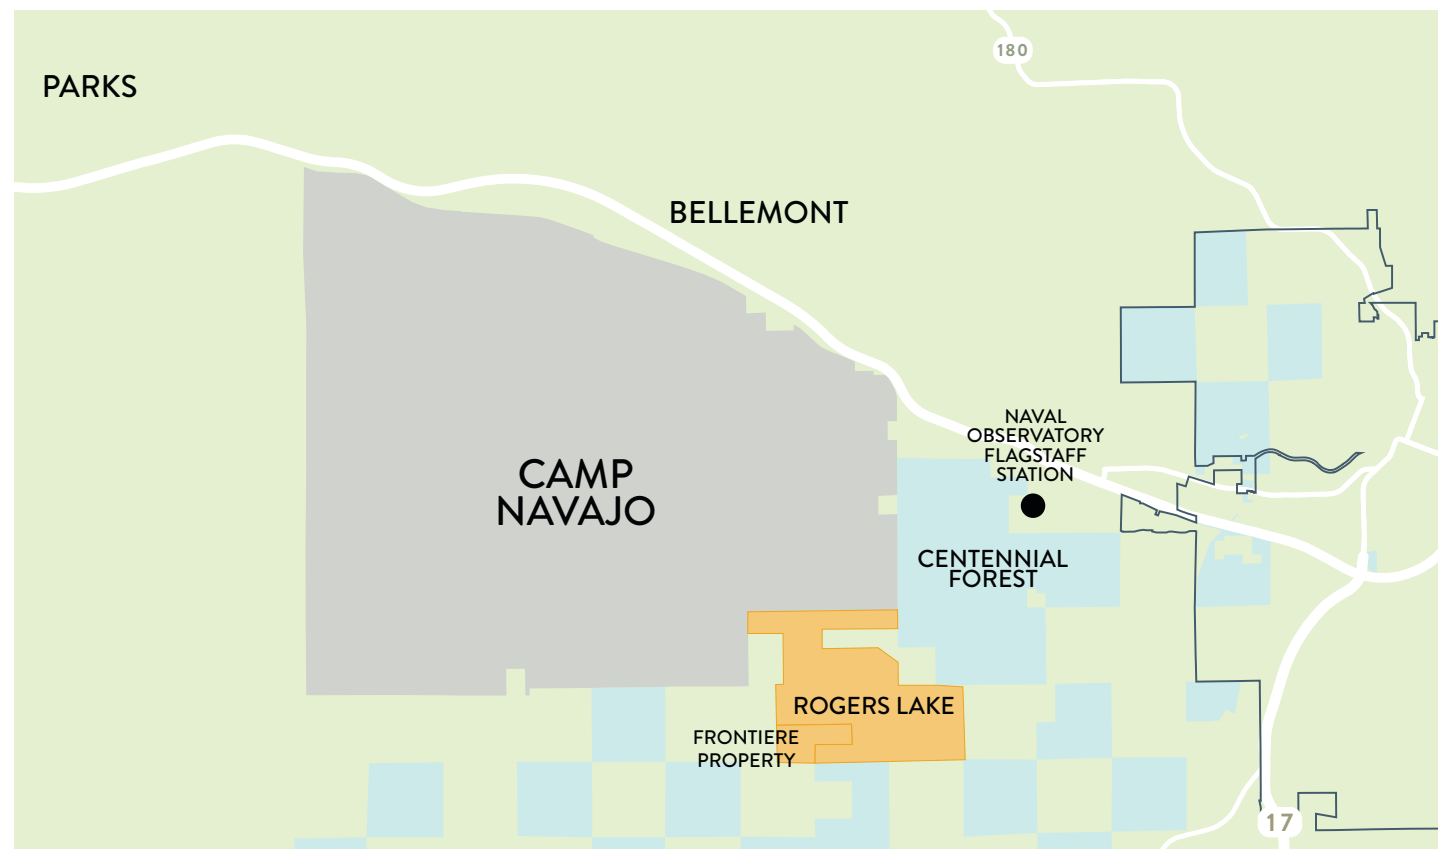 180
PARKS
BELLEMONT
NAVAL
OBSERVATORY
FLAGSTAFF
STATION
CAMP
NAVAJO
CENTENNIAL
FOREST
ROGERS LAKE
FRONTIERE
PROPERTY
17